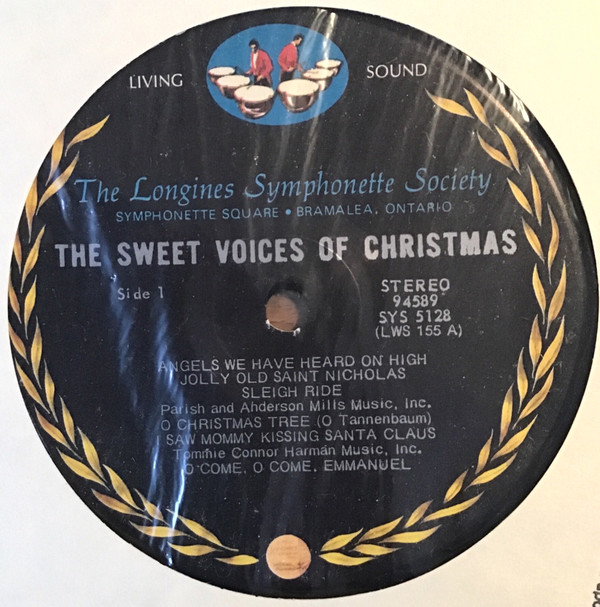 LIVING SOUND
The Longines Symphonette Society
SYMPHONETTE SQUARE • BRAMALEA, ONTARIO
THE SWEET VOICES OF CHRISTMAS
Side 1
STEREO
94589
SYS 5128
(LWS 155 A)
ANGELS WE HAVE HEARD ON HIGH
JOLLY OLD SAINT NICHOLAS
SLEIGH RIDE
Parish and Ahderson Mills Music, Inc.
O CHRISTMAS TREE (O Tannenbaum)
I SAW MOMMY KISSING SANTA CLAUS
Tommie Connor Harman Music, Inc.
O COME, O COME, EMMANUEL